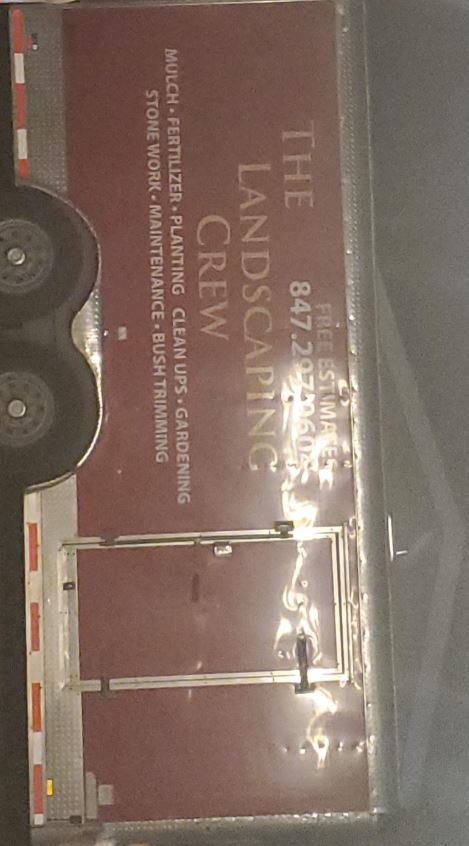 FREE ESTIMATES
THE
LANDSCAPING
CREW
MULCH • FERTILIZER • PLANTING CLEAN UPS • GARDENING
STONE WORK • MAINTENANCE • BUSH TRIMMING